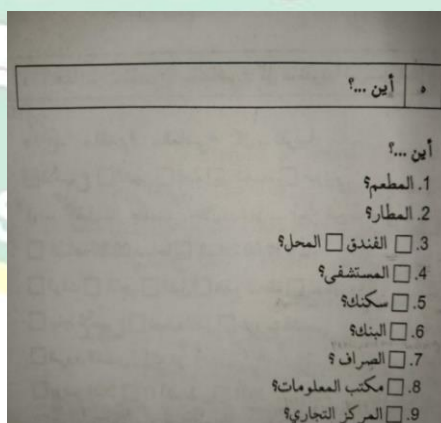 ٥ أين ...؟
أين ...؟
1. المطعم؟
2. المطار؟
3. □ الفندق □ المحل؟
4. □ المستشفى؟
5. □ سكنك؟
6. □ البنك؟
7. □ الصراف ؟
8. □ مكتب المعلومات؟
9. □ المركز التجاري؟